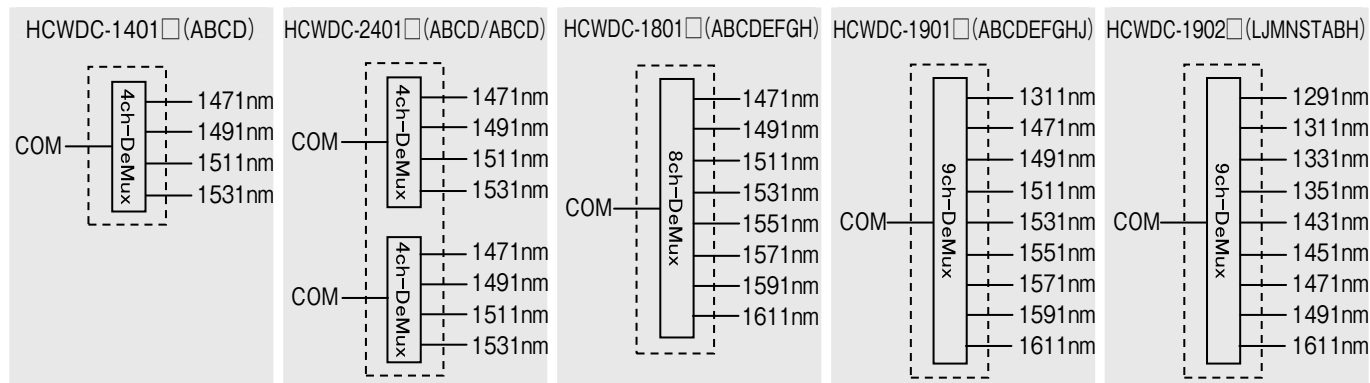 HCWDC-1401□(ABCD)
COM
4ch-DeMux
1471nm
1491nm
1511nm
1531nm
HCWDC-2401□(ABCD/ABCD)
COM
4ch-DeMux
1471nm
1491nm
1511nm
1531nm
COM
4ch-DeMux
1471nm
1491nm
1511nm
1531nm
HCWDC-1801□(ABCDEFGH)
COM
8ch-DeMux
1471nm
1491nm
1511nm
1531nm
1551nm
1571nm
1591nm
1611nm
HCWDC-1901□(ABCDEFGHJ)
COM
9ch-DeMux
1311nm
1471nm
1491nm
1511nm
1531nm
1551nm
1571nm
1591nm
1611nm
HCWDC-1902□(LJMNSTABH)
COM
9ch-DeMux
1291nm
1311nm
1331nm
1351nm
1431nm
1451nm
1471nm
1491nm
1611nm